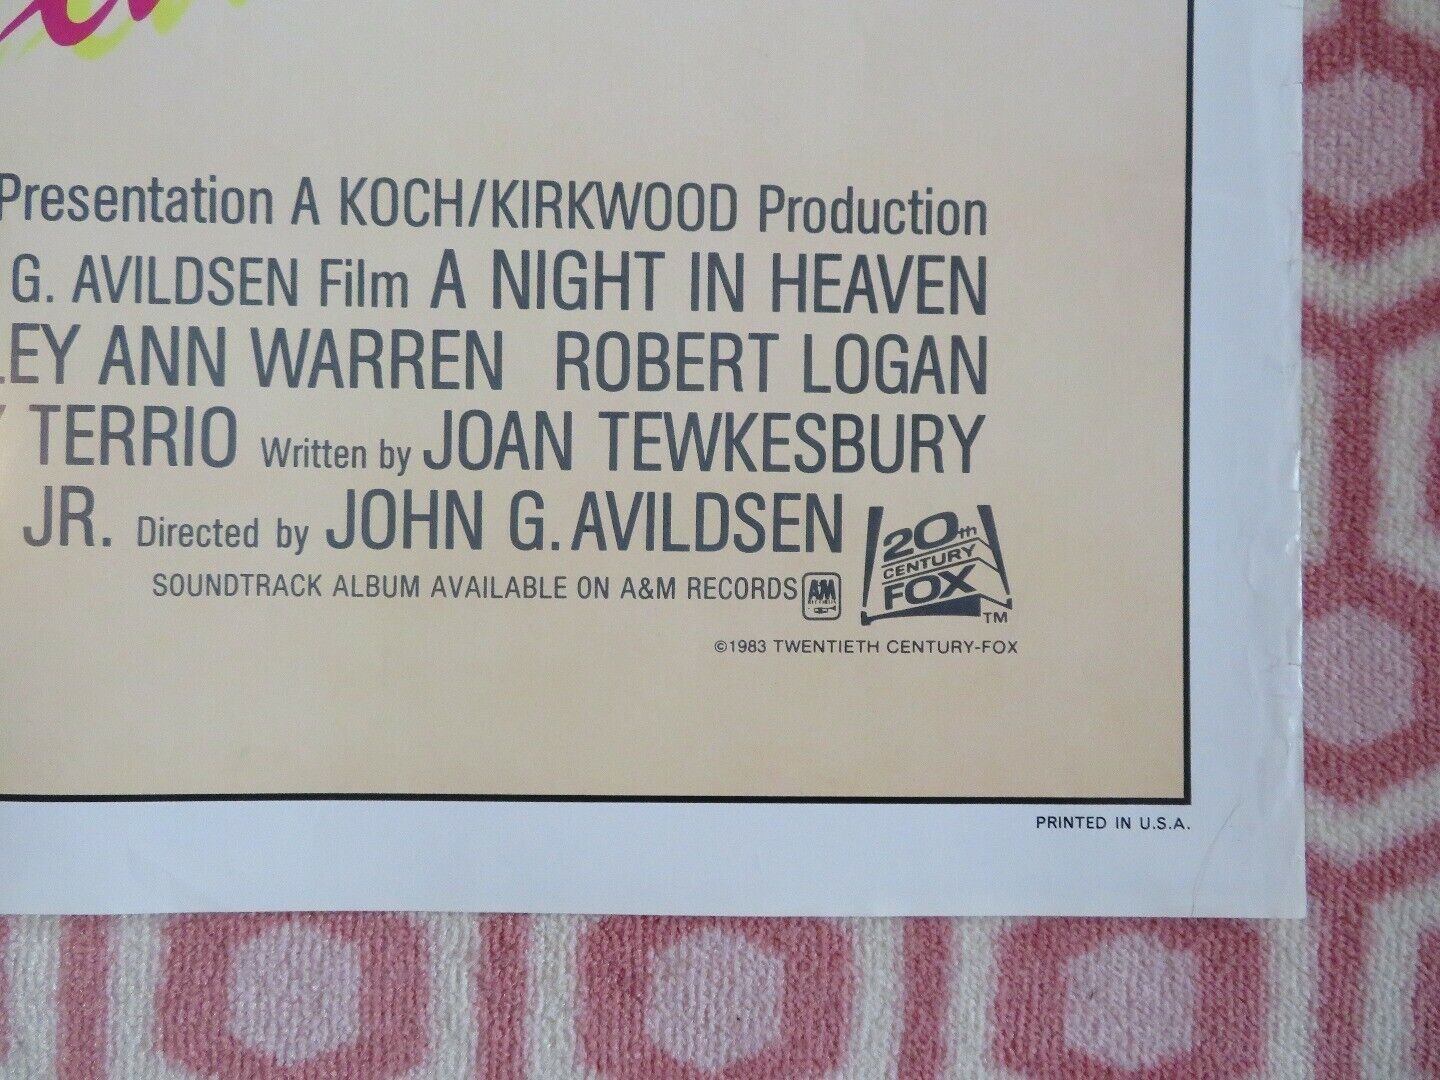 Presentation A KOCH/KIRKWOOD Production
G. AVILDSEN Film A NIGHT IN HEAVEN
LEY ANN WARREN ROBERT LOGAN
TERRIO Written by JOAN TEWKESBURY
JR. Directed by JOHN G. AVILDSEN
20th CENTURY FOX TM
SOUNDTRACK ALBUM AVAILABLE ON A&M RECORDS A&M RECORDS
©1983 TWENTIETH CENTURY-FOX
PRINTED IN U.S.A.